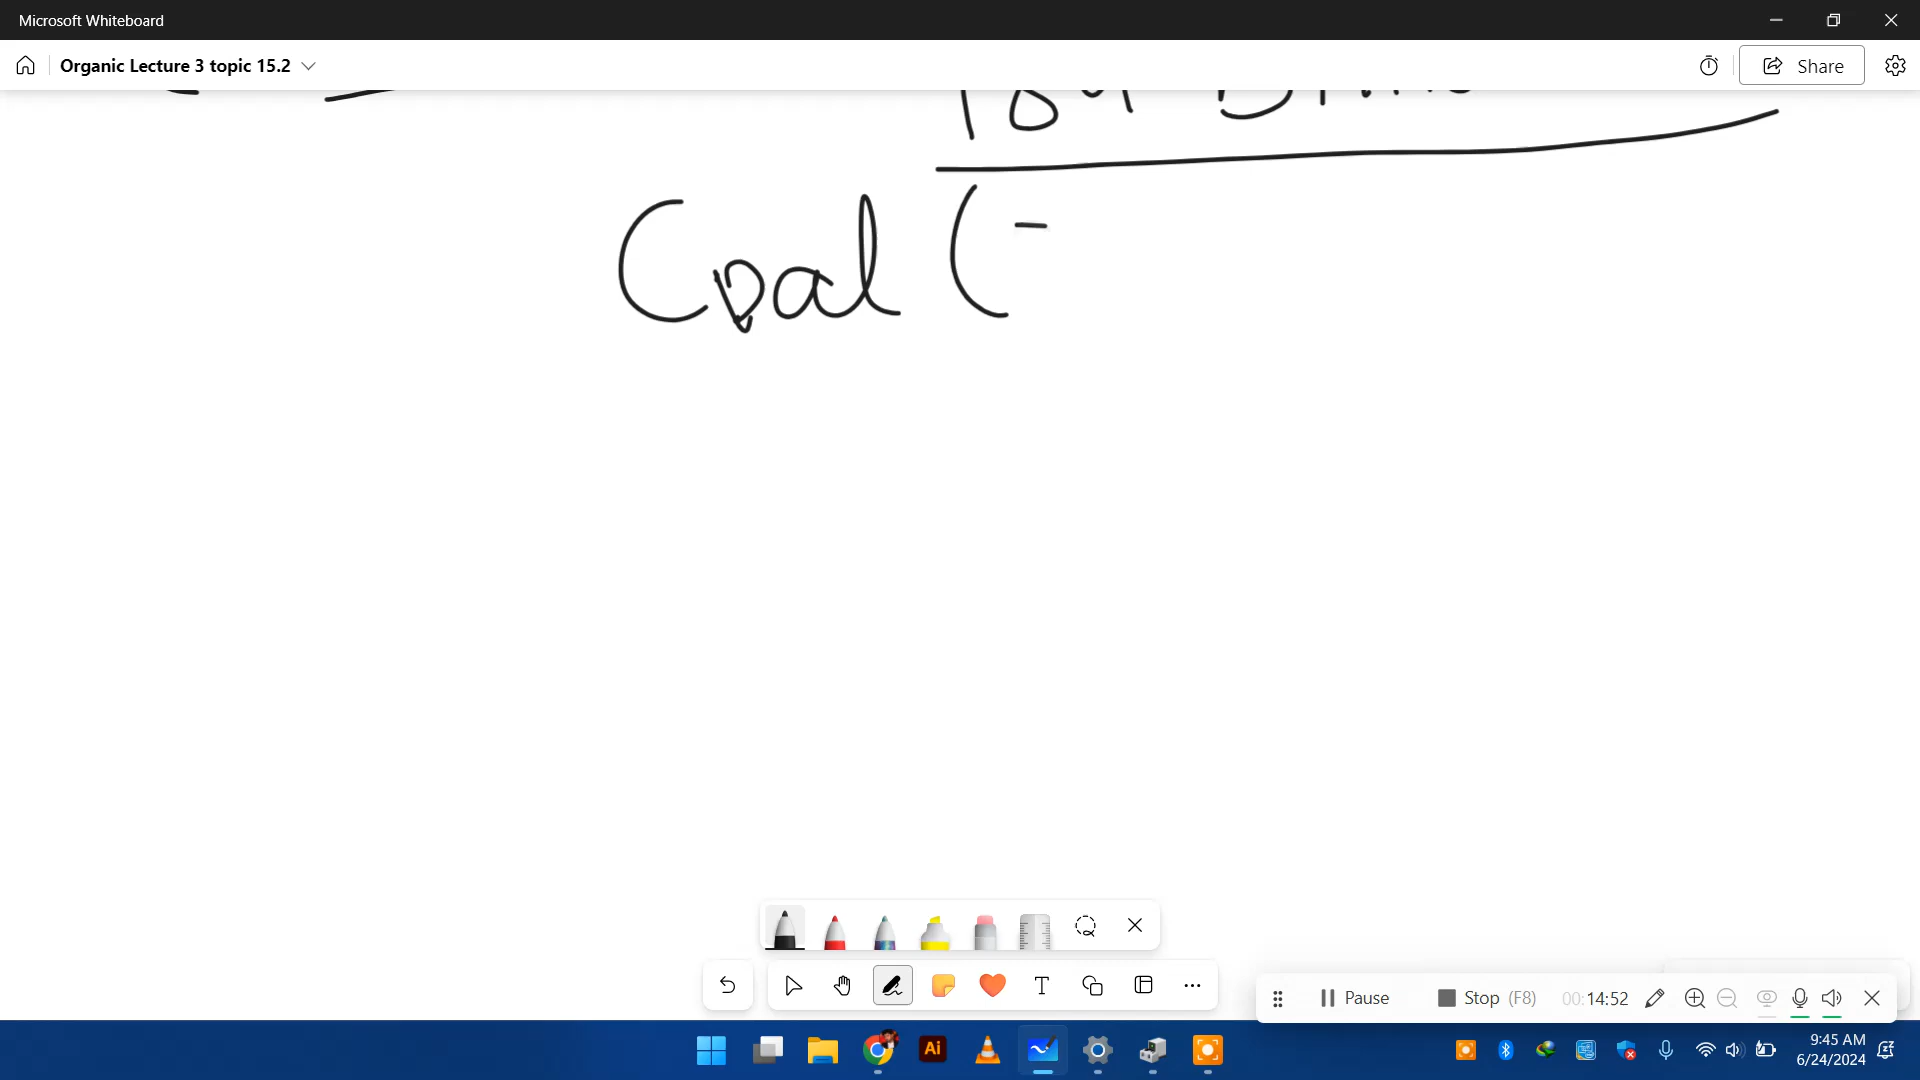 Microsoft Whiteboard
Organic Lecture 3 topic 15.2
Share
Coal (
Pause
Stop (F8)
00:14:52
T
Ai
9:45 AM
6/24/2024